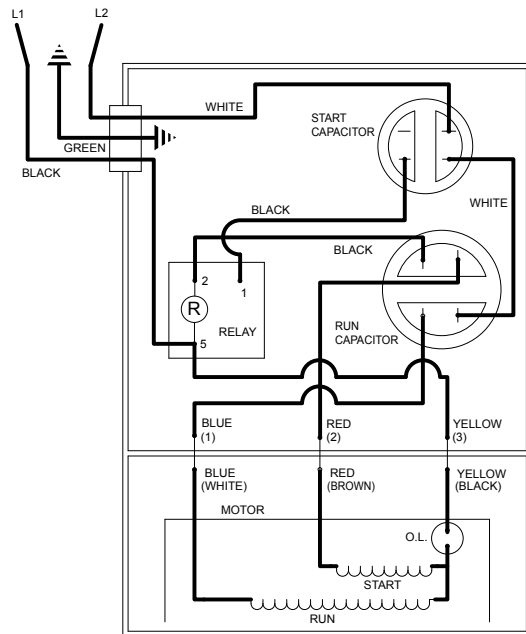 L1
L2
WHITE
START
CAPACITOR
GREEN
BLACK
WHITE
BLACK
BLACK
2
1
R
RELAY
RUN
CAPACITOR
5
BLUE
(1)
RED
(2)
YELLOW
(3)
BLUE
(WHITE)
RED
(BROWN)
YELLOW
(BLACK)
MOTOR
O.L.
START
RUN